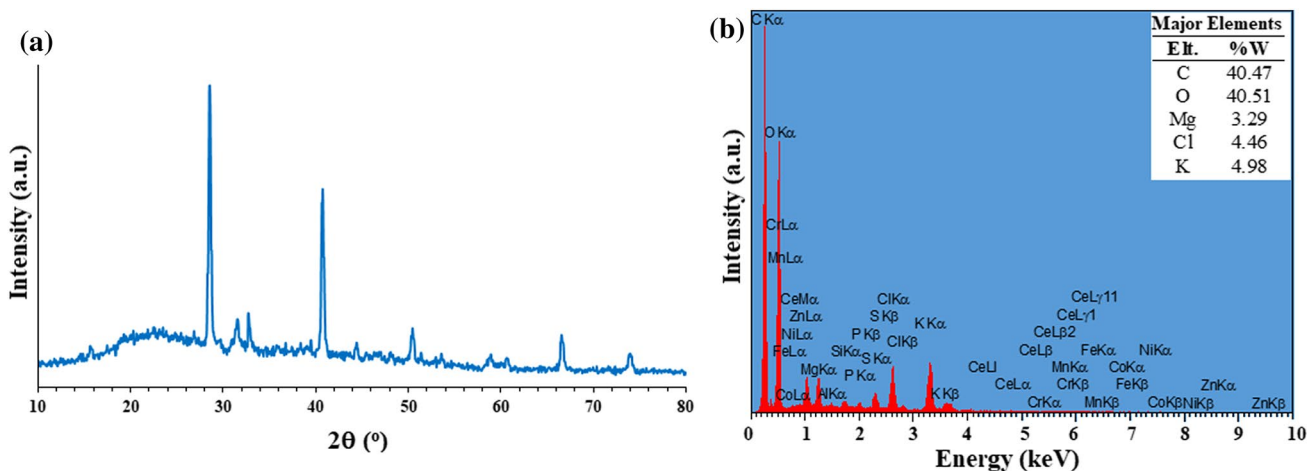 (a)
Intensity (a.u.)
10 20 30 40 50 60 70 80
2θ (°)
(b)
Intensity (a.u.)
Major Elements
Elt. %W
C 40.47
O 40.51
Mg 3.29
Cl 4.46
K 4.98
C Kα
O Kα
CrLα
MnLα
CeMα
ZnLα
NiLα
FeLα
CoLα
MgKα
AlKα
SiKα
P Kα
P Kβ
S Kα
S Kβ
ClKα
ClKβ
K Kα
K Kβ
CeLl
CeLα
CeLβ
CeLβ2
CeLγ1
CeLγ11
CrKα
CrKβ
MnKα
MnKβ
FeKα
FeKβ
CoKα
CoKβ
NiKα
NiKβ
ZnKα
ZnKβ
0 1 2 3 4 5 6 7 8 9 10
Energy (keV)